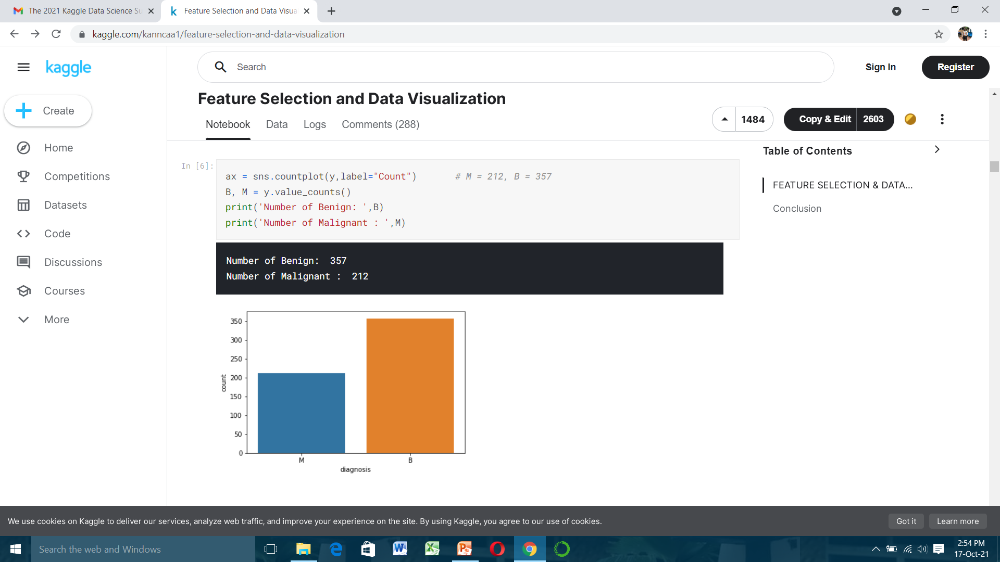 The 2021 Kaggle Data Science Su
Feature Selection and Data Visua
kaggle.com/kanncaa1/feature-selection-and-data-visualization
kaggle
Search
Sign In
Register
Create
Home
Competitions
Datasets
Code
Discussions
Courses
More
Feature Selection and Data Visualization
Notebook Data Logs Comments (288)
1484
Copy & Edit 2603
Table of Contents
FEATURE SELECTION & DATA...
Conclusion
In [6]:
ax = sns.countplot(y,label="Count")       # M = 212, B = 357
B, M = y.value_counts()
print('Number of Benign: ',B)
print('Number of Malignant : ',M)
Number of Benign:  357
Number of Malignant :  212
350
300
250
200
150
100
50
0
count
M B
diagnosis
We use cookies on Kaggle to deliver our services, analyze web traffic, and improve your experience on the site. By using Kaggle, you agree to our use of cookies.
Got it
Learn more
Search the web and Windows
2:54 PM
17-Oct-21